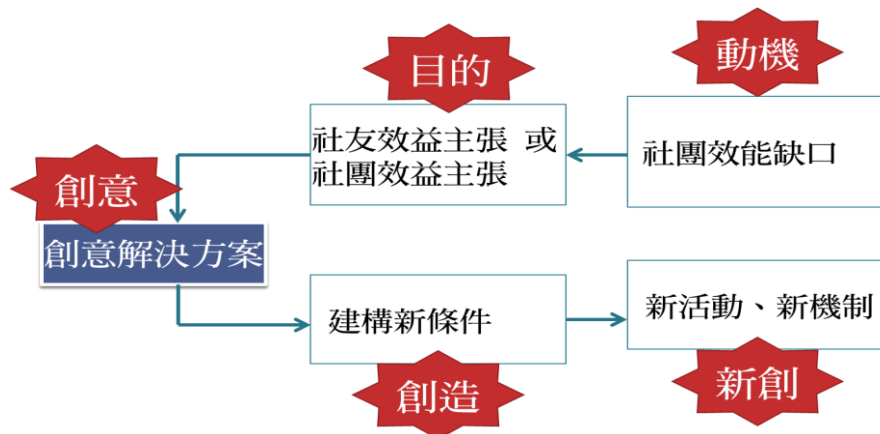 目的
動機
社友效益主張 或
社團效益主張
社團效能缺口
創意
創意解決方案
建構新條件
新活動、新機制
創造
新創